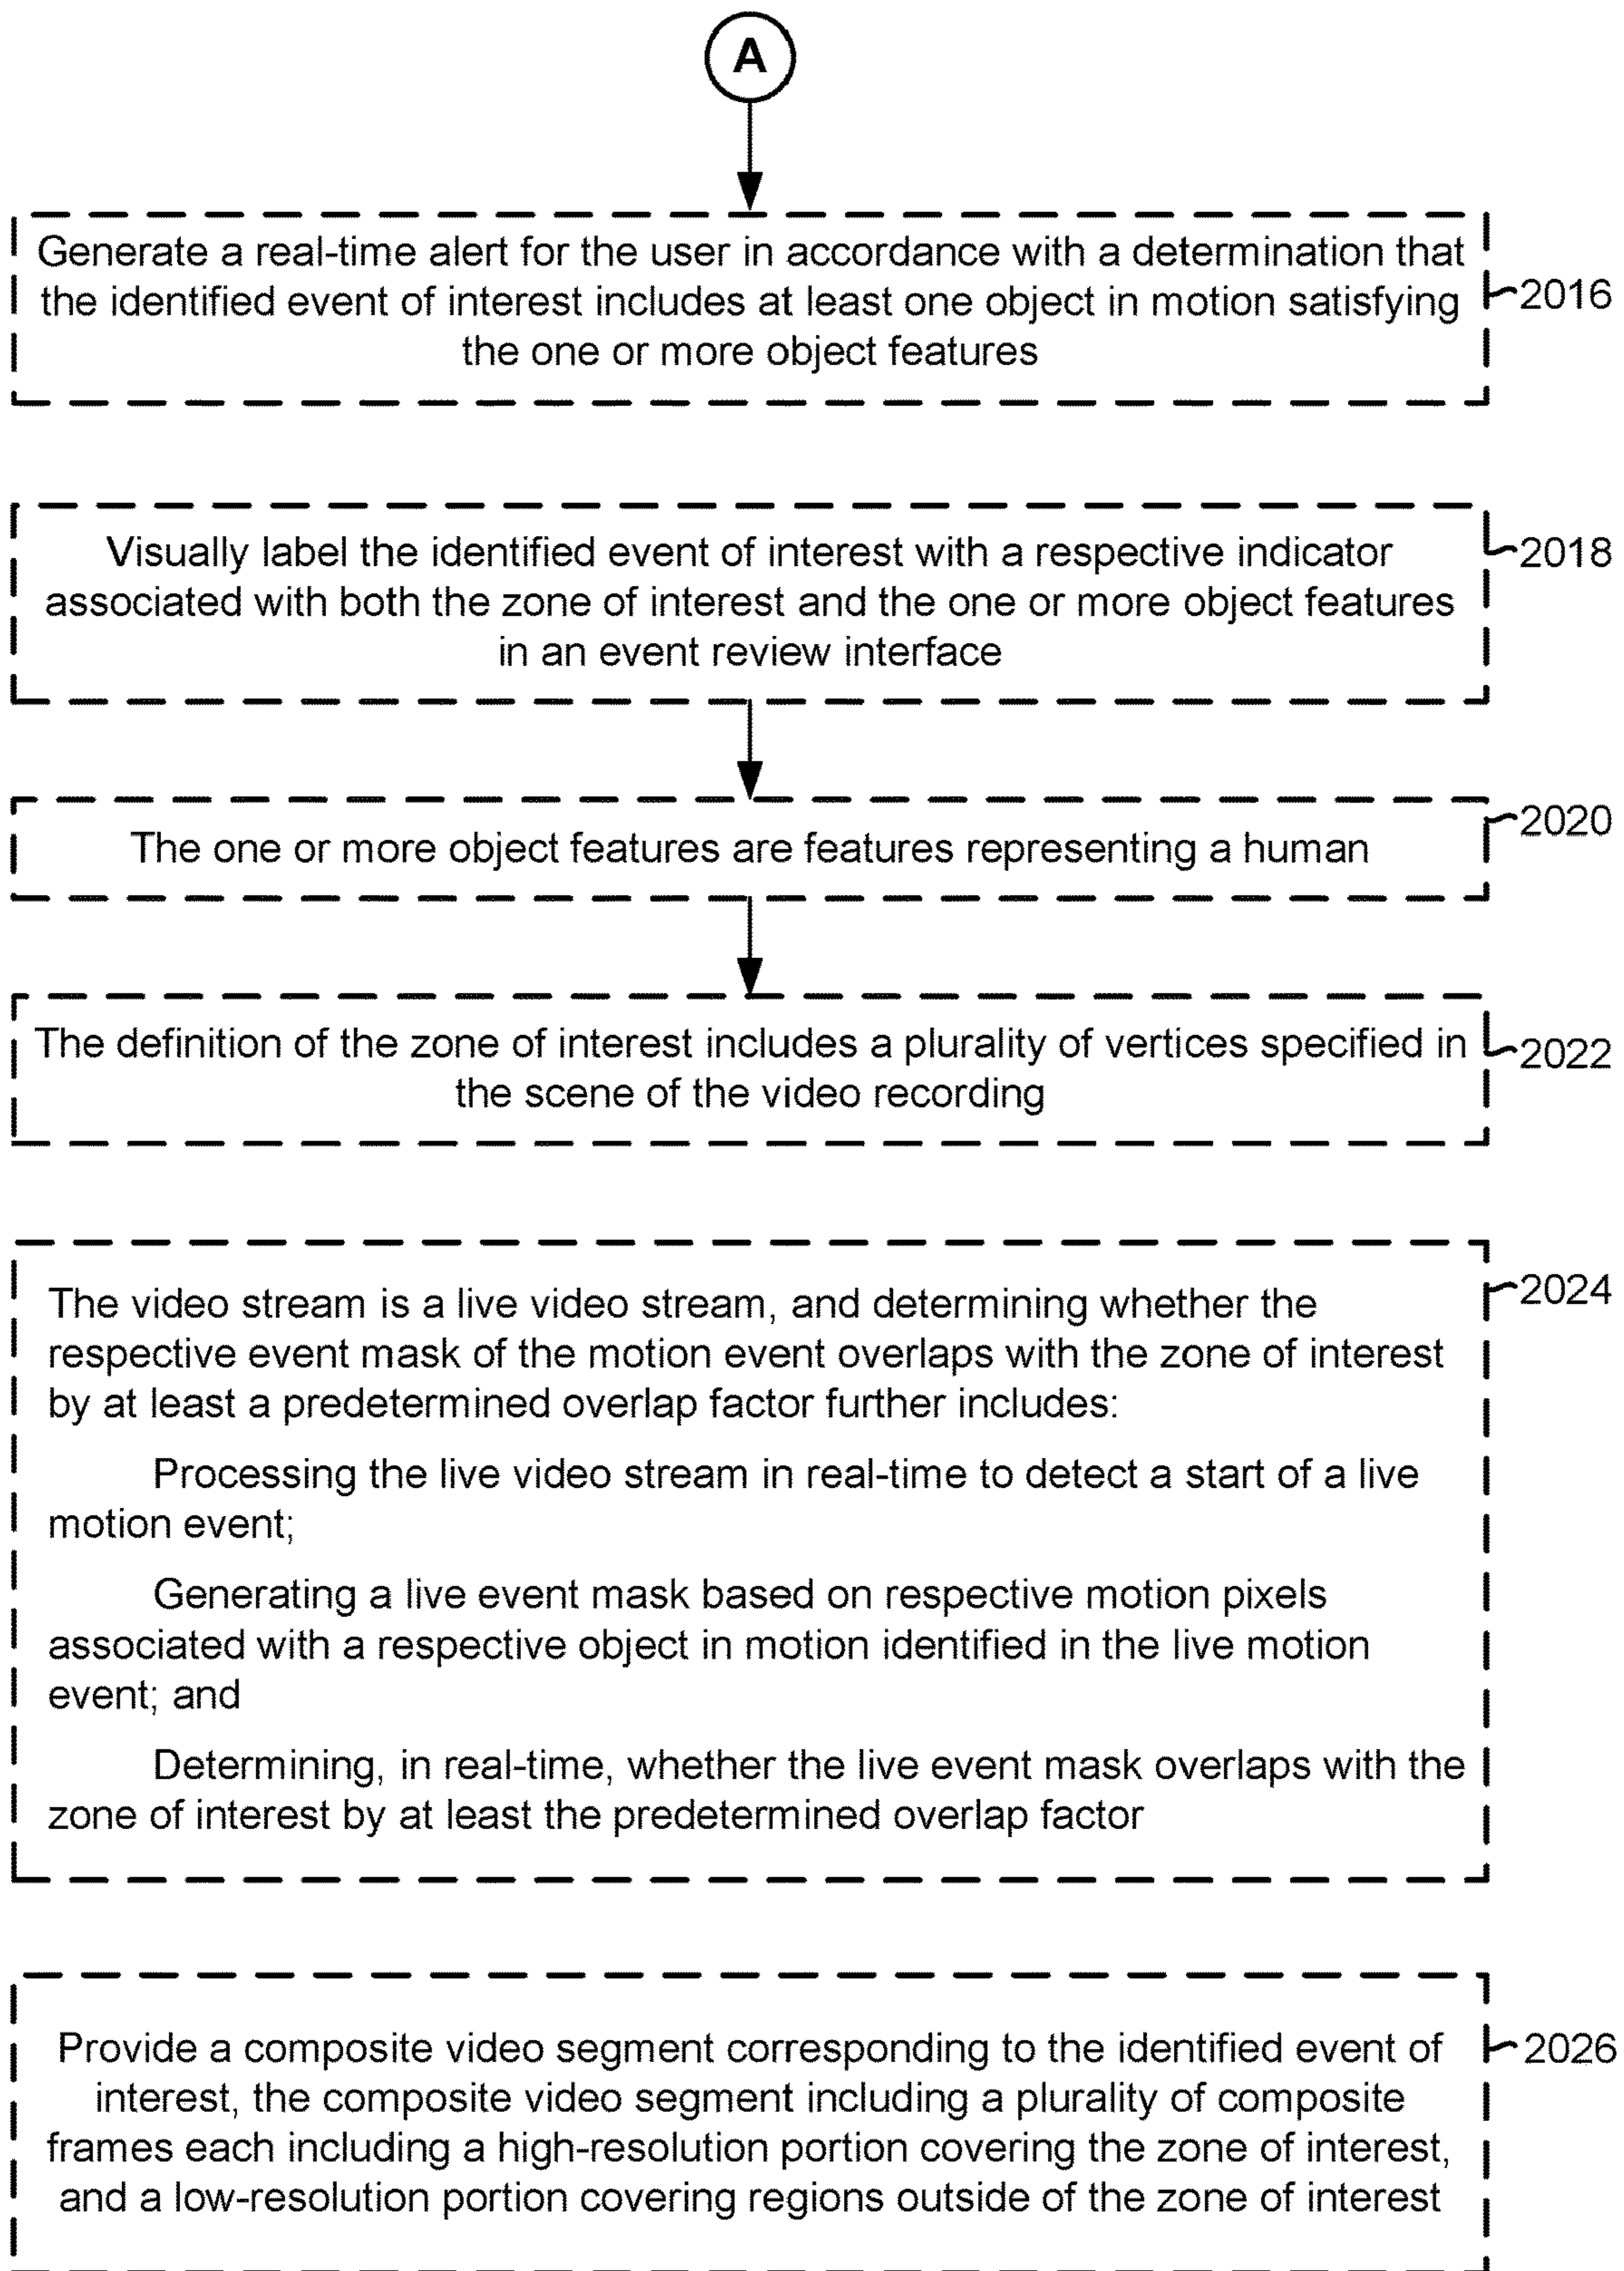 A
Generate a real-time alert for the user in accordance with a determination that
the identified event of interest includes at least one object in motion satisfying
the one or more object features
2016
Visually label the identified event of interest with a respective indicator
associated with both the zone of interest and the one or more object features
in an event review interface
2018
The one or more object features are features representing a human
2020
The definition of the zone of interest includes a plurality of vertices specified in
the scene of the video recording
2022
The video stream is a live video stream, and determining whether the
respective event mask of the motion event overlaps with the zone of interest
by at least a predetermined overlap factor further includes:
Processing the live video stream in real-time to detect a start of a live
motion event;
Generating a live event mask based on respective motion pixels
associated with a respective object in motion identified in the live motion
event; and
Determining, in real-time, whether the live event mask overlaps with the
zone of interest by at least the predetermined overlap factor
2024
Provide a composite video segment corresponding to the identified event of
interest, the composite video segment including a plurality of composite
frames each including a high-resolution portion covering the zone of interest,
and a low-resolution portion covering regions outside of the zone of interest
2026